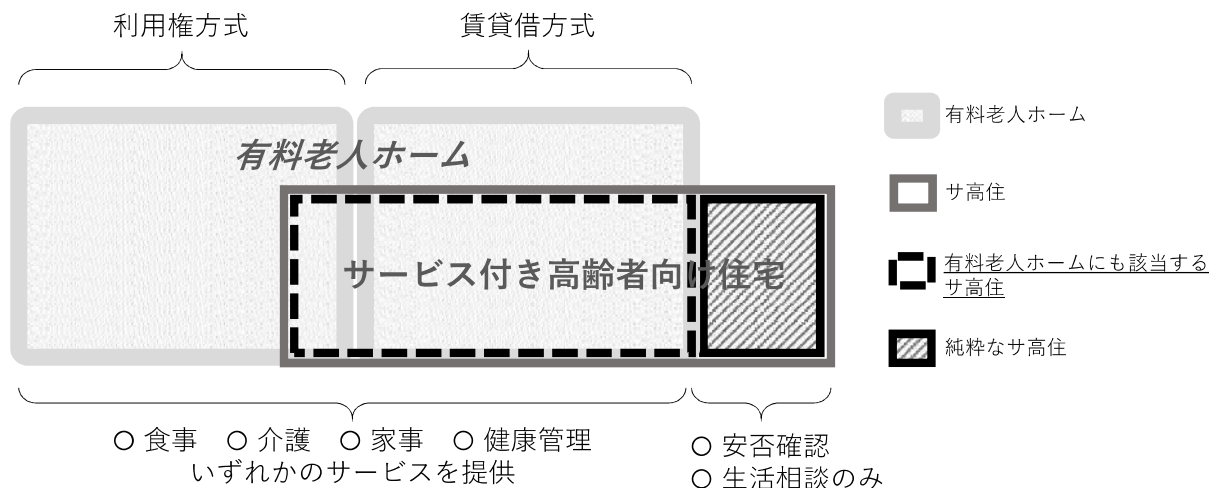 利用権方式
賃貸借方式
有料老人ホーム
サービス付き高齢者向け住宅
○ 食事 ○ 介護 ○ 家事 ○ 健康管理
いずれかのサービスを提供
○ 安否確認
○ 生活相談のみ
有料老人ホーム
サ高住
有料老人ホームにも該当する
サ高住
純粋なサ高住